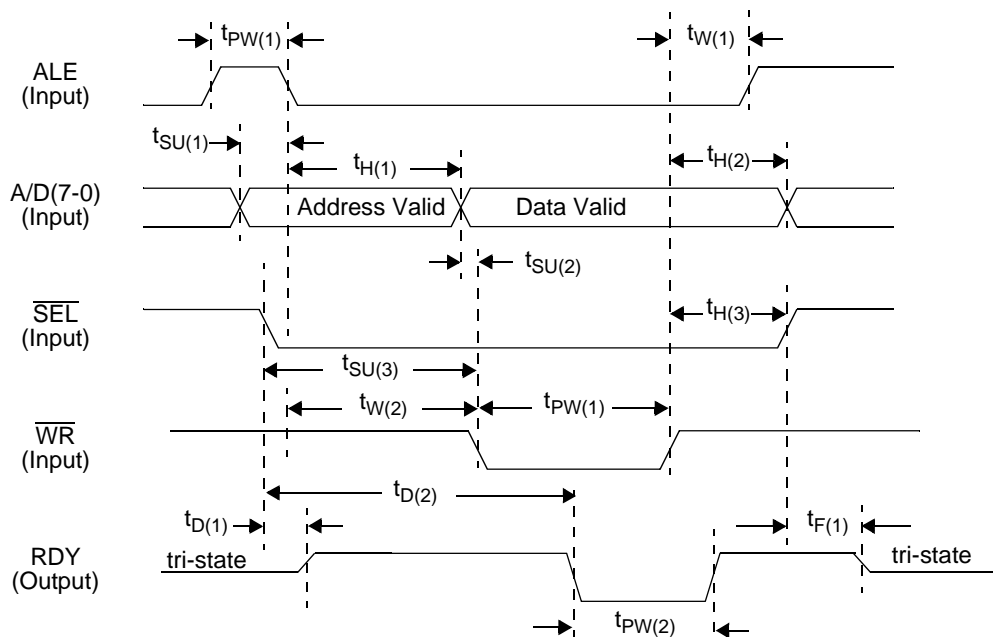 tPW(1)
tW(1)
ALE
(Input)
tSU(1)
tH(1)
tH(2)
A/D(7-0)
(Input)
Address Valid
Data Valid
tSU(2)
SEL
(Input)
tH(3)
tSU(3)
tW(2)
tPW(1)
WR
(Input)
tD(2)
tD(1)
tF(1)
RDY
(Output)
tri-state
tri-state
tPW(2)